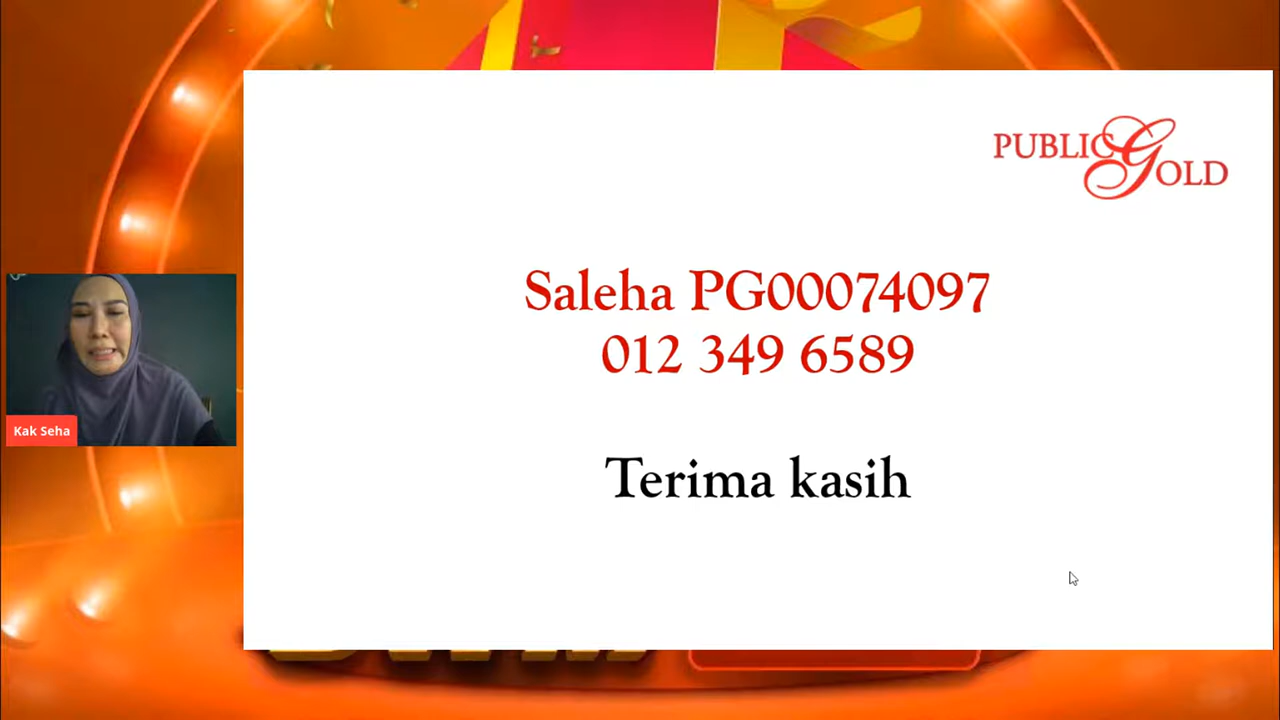 PUBLIC GOLD
Saleha PG00074097
012 349 6589
Kak Seha
Terima kasih